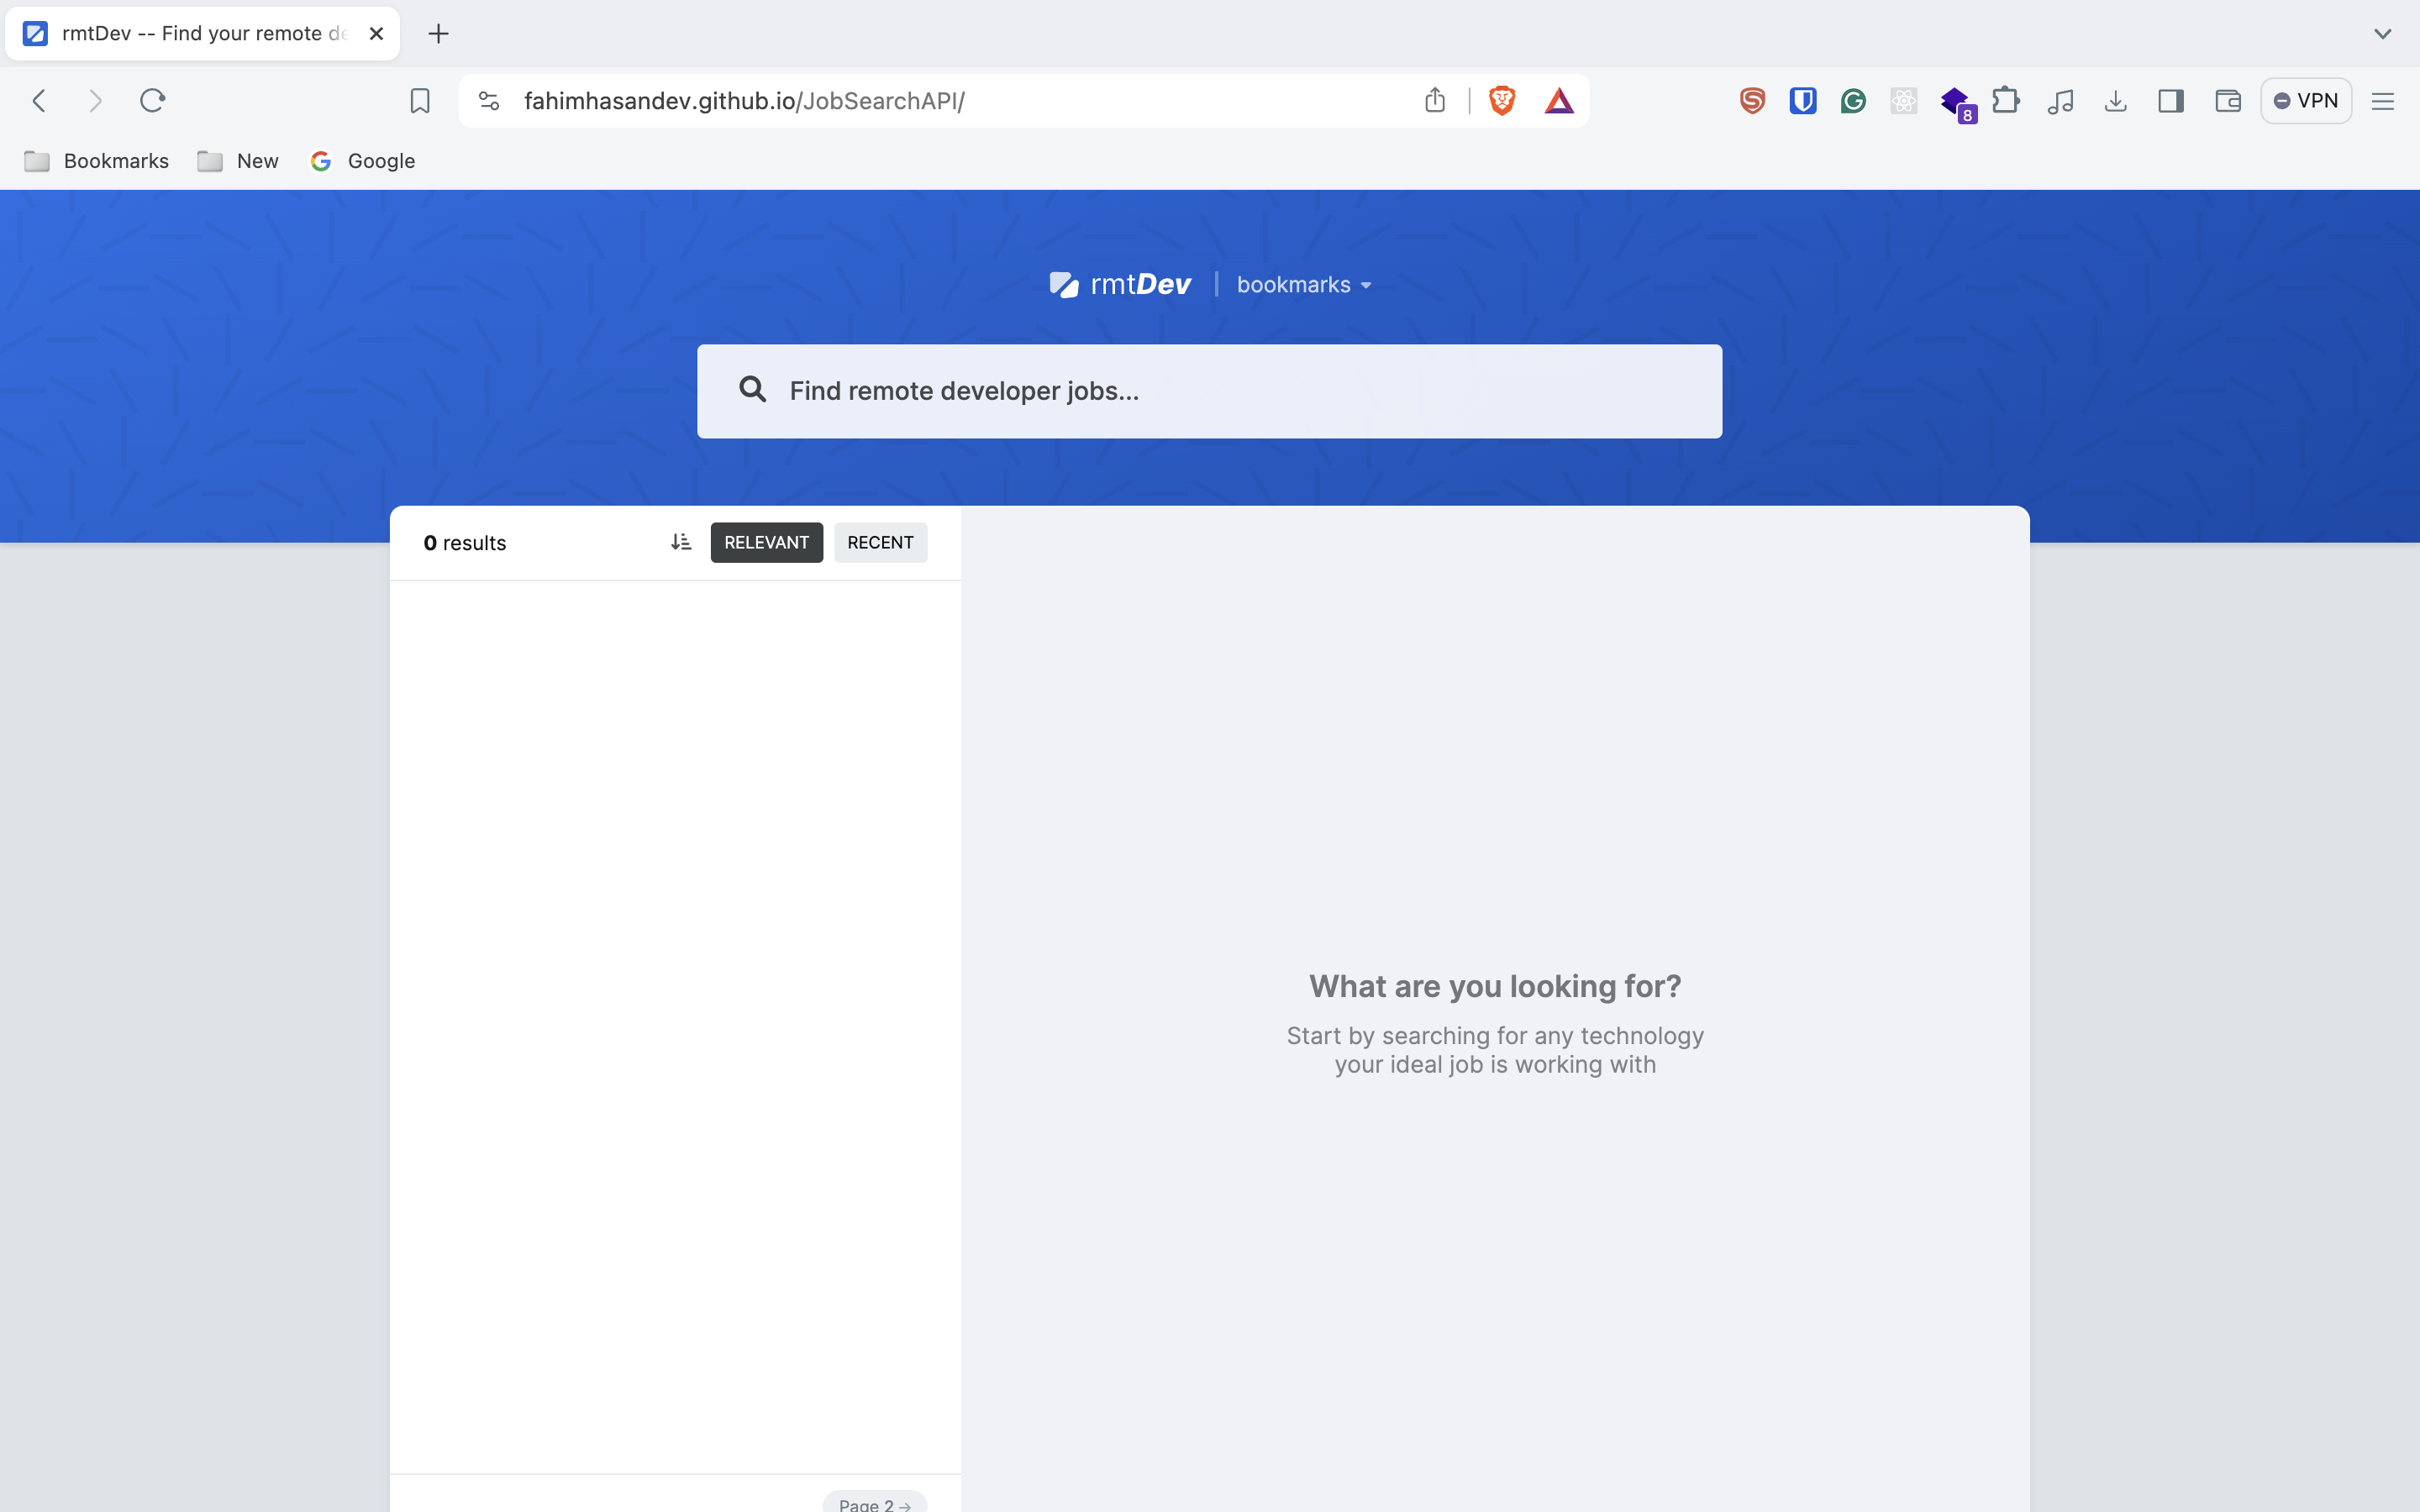 rmtDev -- Find your remote de
fahimhasandev.github.io/JobSearchAPI/
8
VPN
Bookmarks
New
Google
rmtDev
bookmarks
Find remote developer jobs...
0 results
RELEVANT
RECENT
What are you looking for?
Start by searching for any technology
your ideal job is working with
Page 2